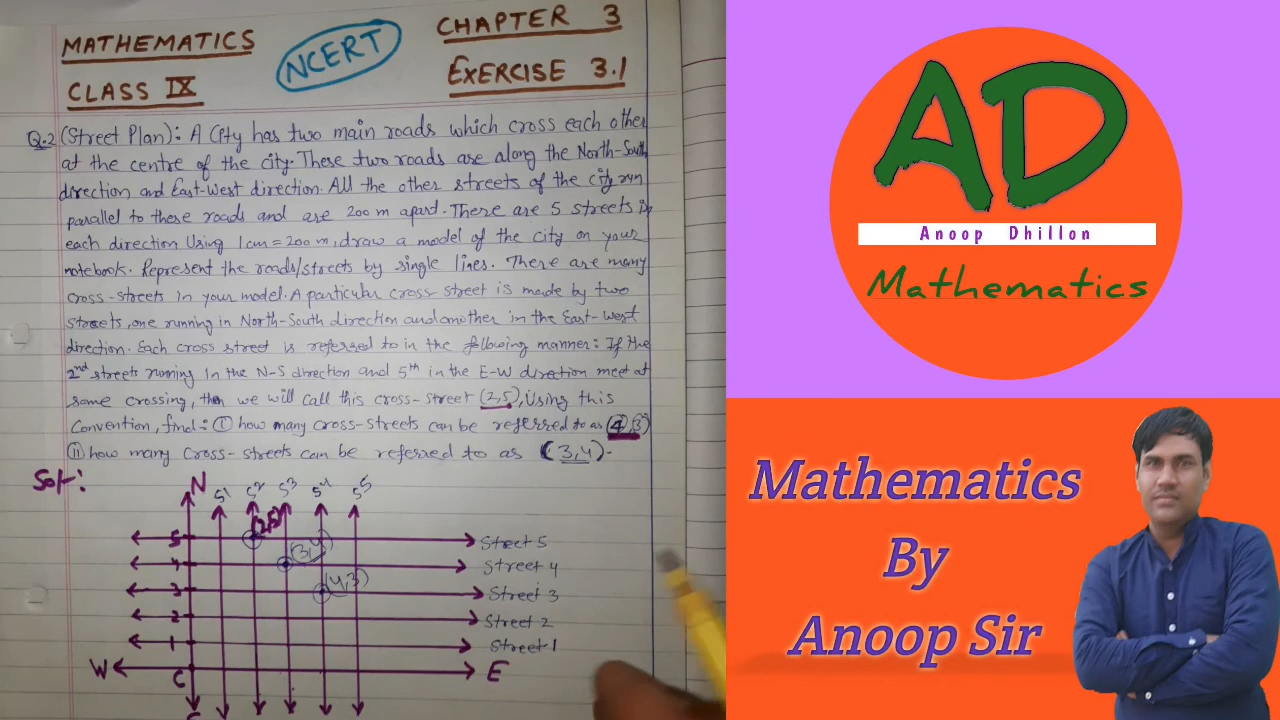 MATHEMATICS
CLASS IX
NCERT
CHAPTER 3
EXERCISE 3.1
Q.2 (Street Plan): A City has two main roads which cross each other
at the centre of the city. These two roads are along the North-South
direction and East-West direction. All the other streets of the city run
parallel to these roads and are 200 m apart. There are 5 streets in
each direction Using 1cm = 200 m, draw a model of the city on your
notebook. Represent the roads/streets by single lines. There are many
cross-streets in your model. A particular cross-street is made by two
streets, one running in North-South direction and another in the East-West
direction. Each cross street is referred to in the following manner: If the
2nd streets running in the N-S direction and 5th in the E-W direction meet at
some crossing, then we will call this cross-street (2,5), Using this
Convention, find: (I) how many cross-streets can be referred to as (4,3)
(II) how many cross-streets can be referred to as (3,4).
Sol:
N S1 S2 S3 S4 S5
(2,5)
5 Street 5
(3,4)
4 Street 4
(4,3)
3 Street 3
2 Street 2
1 Street 1
W C E
AD
Anoop Dhillon
Mathematics
Mathematics
By
Anoop Sir